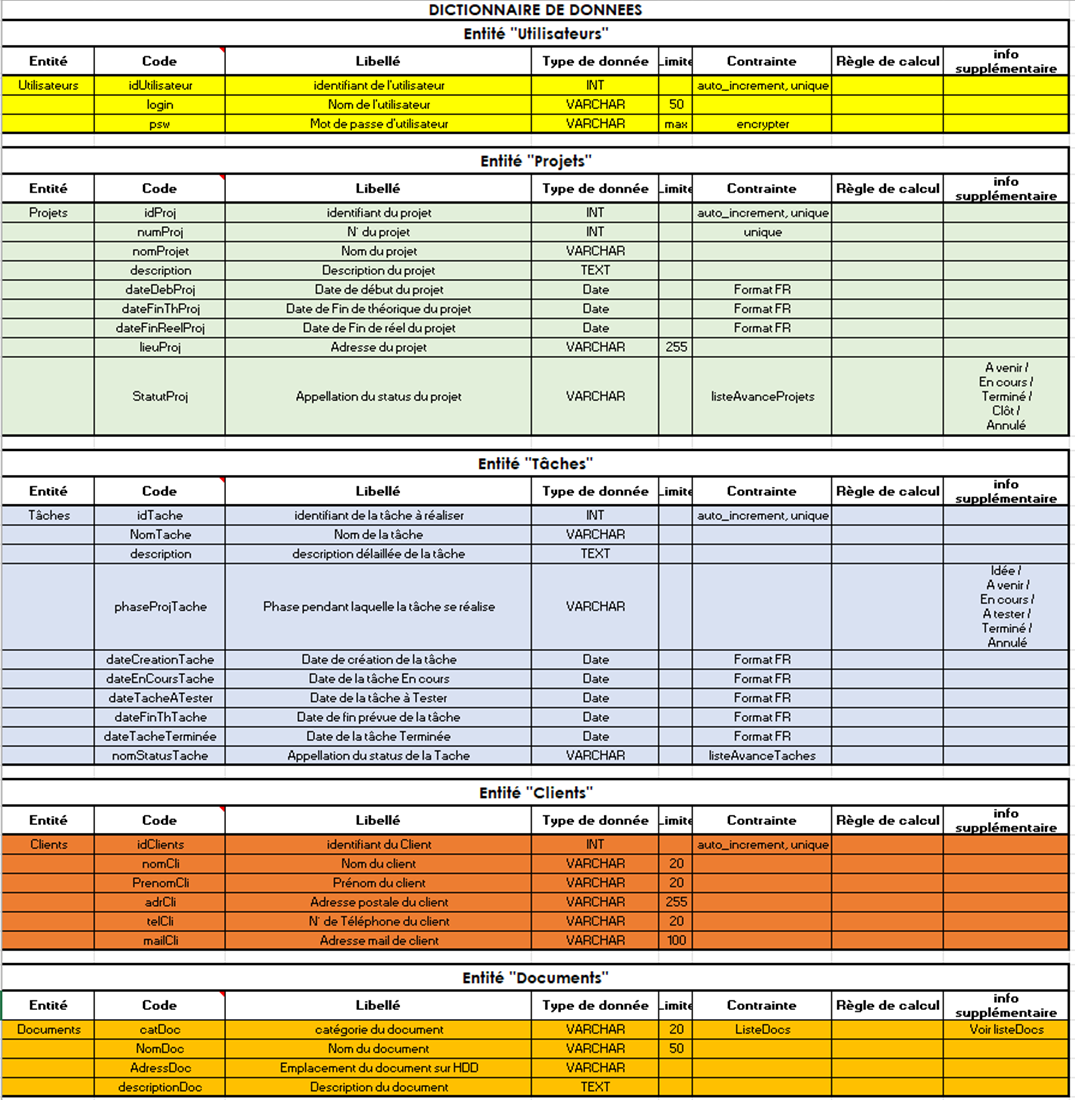 DICTIONNAIRE DE DONNEES
Entité "Utilisateurs"
Entité Code Libellé Type de donnée Limite Contrainte Règle de calcul info supplémentaire
Utilisateurs idUtilisateur identifiant de l'utilisateur INT auto_increment, unique
login Nom de l'utilisateur VARCHAR 50
psw Mot de passe d'utilisateur VARCHAR max encrypter
Entité "Projets"
Entité Code Libellé Type de donnée Limite Contrainte Règle de calcul info supplémentaire
Projets idProj identifiant du projet INT auto_increment, unique
numProj N° du projet INT unique
nomProjet Nom du projet VARCHAR
description Description du projet TEXT
dateDebProj Date de début du projet Date Format FR
dateFinThProj Date de Fin de théorique du projet Date Format FR
dateFinReelProj Date de Fin de réel du projet Date Format FR
lieuProj Adresse du projet VARCHAR 255
StatutProj Appellation du status du projet VARCHAR listeAvanceProjets A venir / En cours / Terminé / Clôt / Annulé
Entité "Tâches"
Entité Code Libellé Type de donnée Limite Contrainte Règle de calcul info supplémentaire
Tâches idTache identifiant de la tâche à réaliser INT auto_increment, unique
NomTache Nom de la tâche VARCHAR
description description délaillée de la tâche TEXT
phaseProjTache Phase pendant laquelle la tâche se réalise VARCHAR Idée / A venir / En cours / A tester / Terminé / Annulé
dateCreationTache Date de création de la tâche Date Format FR
dateEnCoursTache Date de la tâche En cours Date Format FR
dateTacheATester Date de la tâche à Tester Date Format FR
dateFinThTache Date de fin prévue de la tâche Date Format FR
dateTacheTerminée Date de la tâche Terminée Date Format FR
nomStatusTache Appellation du status de la Tache VARCHAR listeAvanceTaches
Entité "Clients"
Entité Code Libellé Type de donnée Limite Contrainte Règle de calcul info supplémentaire
Clients idClients identifiant du Client INT auto_increment, unique
nomCli Nom du client VARCHAR 20
PrenomCli Prénom du client VARCHAR 20
adrCli Adresse postale du client VARCHAR 255
telCli N° de Téléphone du client VARCHAR 20
mailCli Adresse mail de client VARCHAR 100
Entité "Documents"
Entité Code Libellé Type de donnée Limite Contrainte Règle de calcul info supplémentaire
Documents catDoc catégorie du document VARCHAR 20 ListeDocs Voir listeDocs
NomDoc Nom du document VARCHAR 50
AdressDoc Emplacement du document sur HDD VARCHAR
descriptionDoc Description du document TEXT